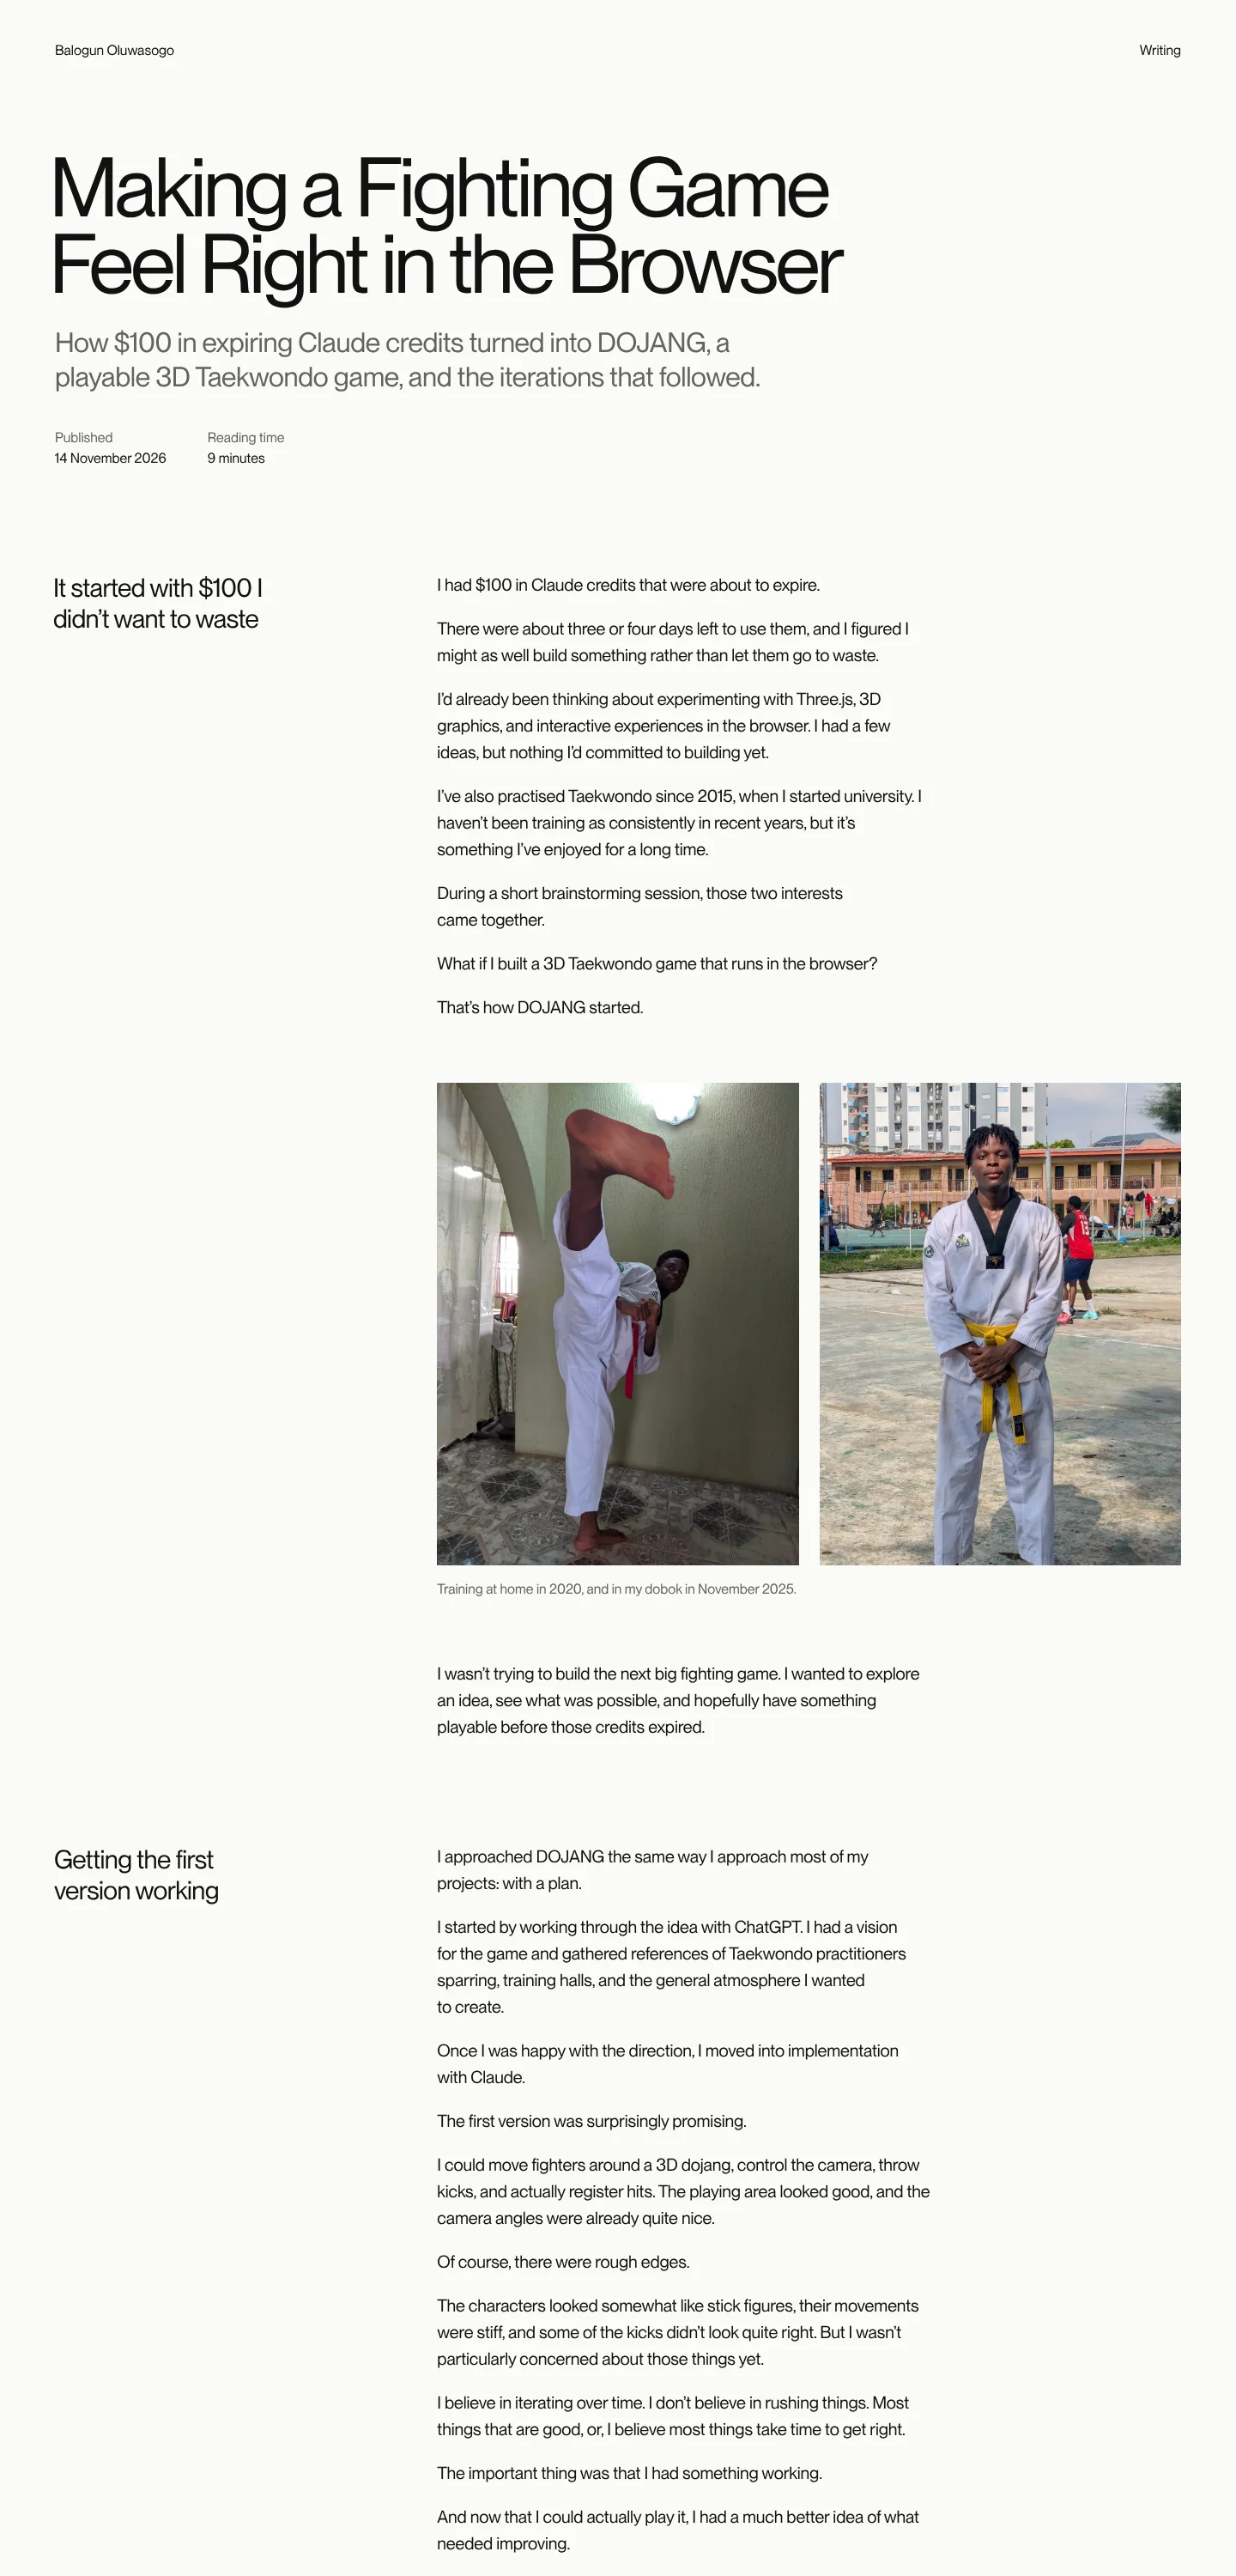 Balogun Oluwasogo
Writing
Making a Fighting Game
Feel Right in the Browser
How $100 in expiring Claude credits turned into DOJANG, a
playable 3D Taekwondo game, and the iterations that followed.
Published
14 November 2026
Reading time
9 minutes
It started with $100 I
didn’t want to waste
I had $100 in Claude credits that were about to expire.
There were about three or four days left to use them, and I figured I
might as well build something rather than let them go to waste.
I’d already been thinking about experimenting with Three.js, 3D
graphics, and interactive experiences in the browser. I had a few
ideas, but nothing I’d committed to building yet.
I’ve also practised Taekwondo since 2015, when I started university. I
haven’t been training as consistently in recent years, but it’s
something I’ve enjoyed for a long time.
During a short brainstorming session, those two interests
came together.
What if I built a 3D Taekwondo game that runs in the browser?
That’s how DOJANG started.
15
Training at home in 2020, and in my dobok in November 2025.
I wasn’t trying to build the next big fighting game. I wanted to explore
an idea, see what was possible, and hopefully have something
playable before those credits expired.
Getting the first
version working
I approached DOJANG the same way I approach most of my
projects: with a plan.
I started by working through the idea with ChatGPT. I had a vision
for the game and gathered references of Taekwondo practitioners
sparring, training halls, and the general atmosphere I wanted
to create.
Once I was happy with the direction, I moved into implementation
with Claude.
The first version was surprisingly promising.
I could move fighters around a 3D dojang, control the camera, throw
kicks, and actually register hits. The playing area looked good, and the
camera angles were already quite nice.
Of course, there were rough edges.
The characters looked somewhat like stick figures, their movements
were stiff, and some of the kicks didn’t look quite right. But I wasn’t
particularly concerned about those things yet.
I believe in iterating over time. I don’t believe in rushing things. Most
things that are good, or, I believe most things take time to get right.
The important thing was that I had something working.
And now that I could actually play it, I had a much better idea of what
needed improving.